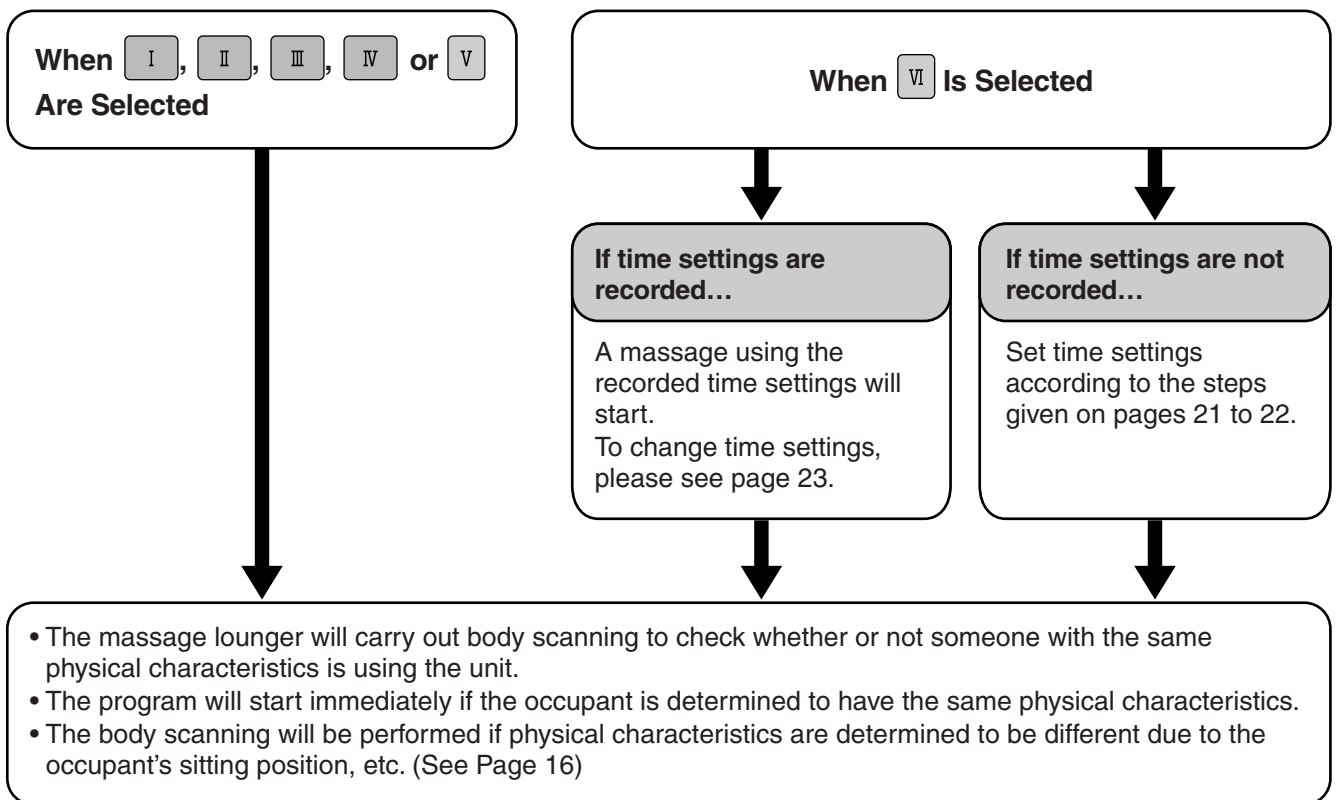 When Ⅰ, Ⅱ, Ⅲ, Ⅳ or Ⅴ
Are Selected
When Ⅵ Is Selected
If time settings are
recorded…
A massage using the
recorded time settings will
start.
To change time settings,
please see page 23.
If time settings are not
recorded…
Set time settings
according to the steps
given on pages 21 to 22.
• The massage lounger will carry out body scanning to check whether or not someone with the same
physical characteristics is using the unit.
• The program will start immediately if the occupant is determined to have the same physical characteristics.
• The body scanning will be performed if physical characteristics are determined to be different due to the
occupant’s sitting position, etc. (See Page 16)